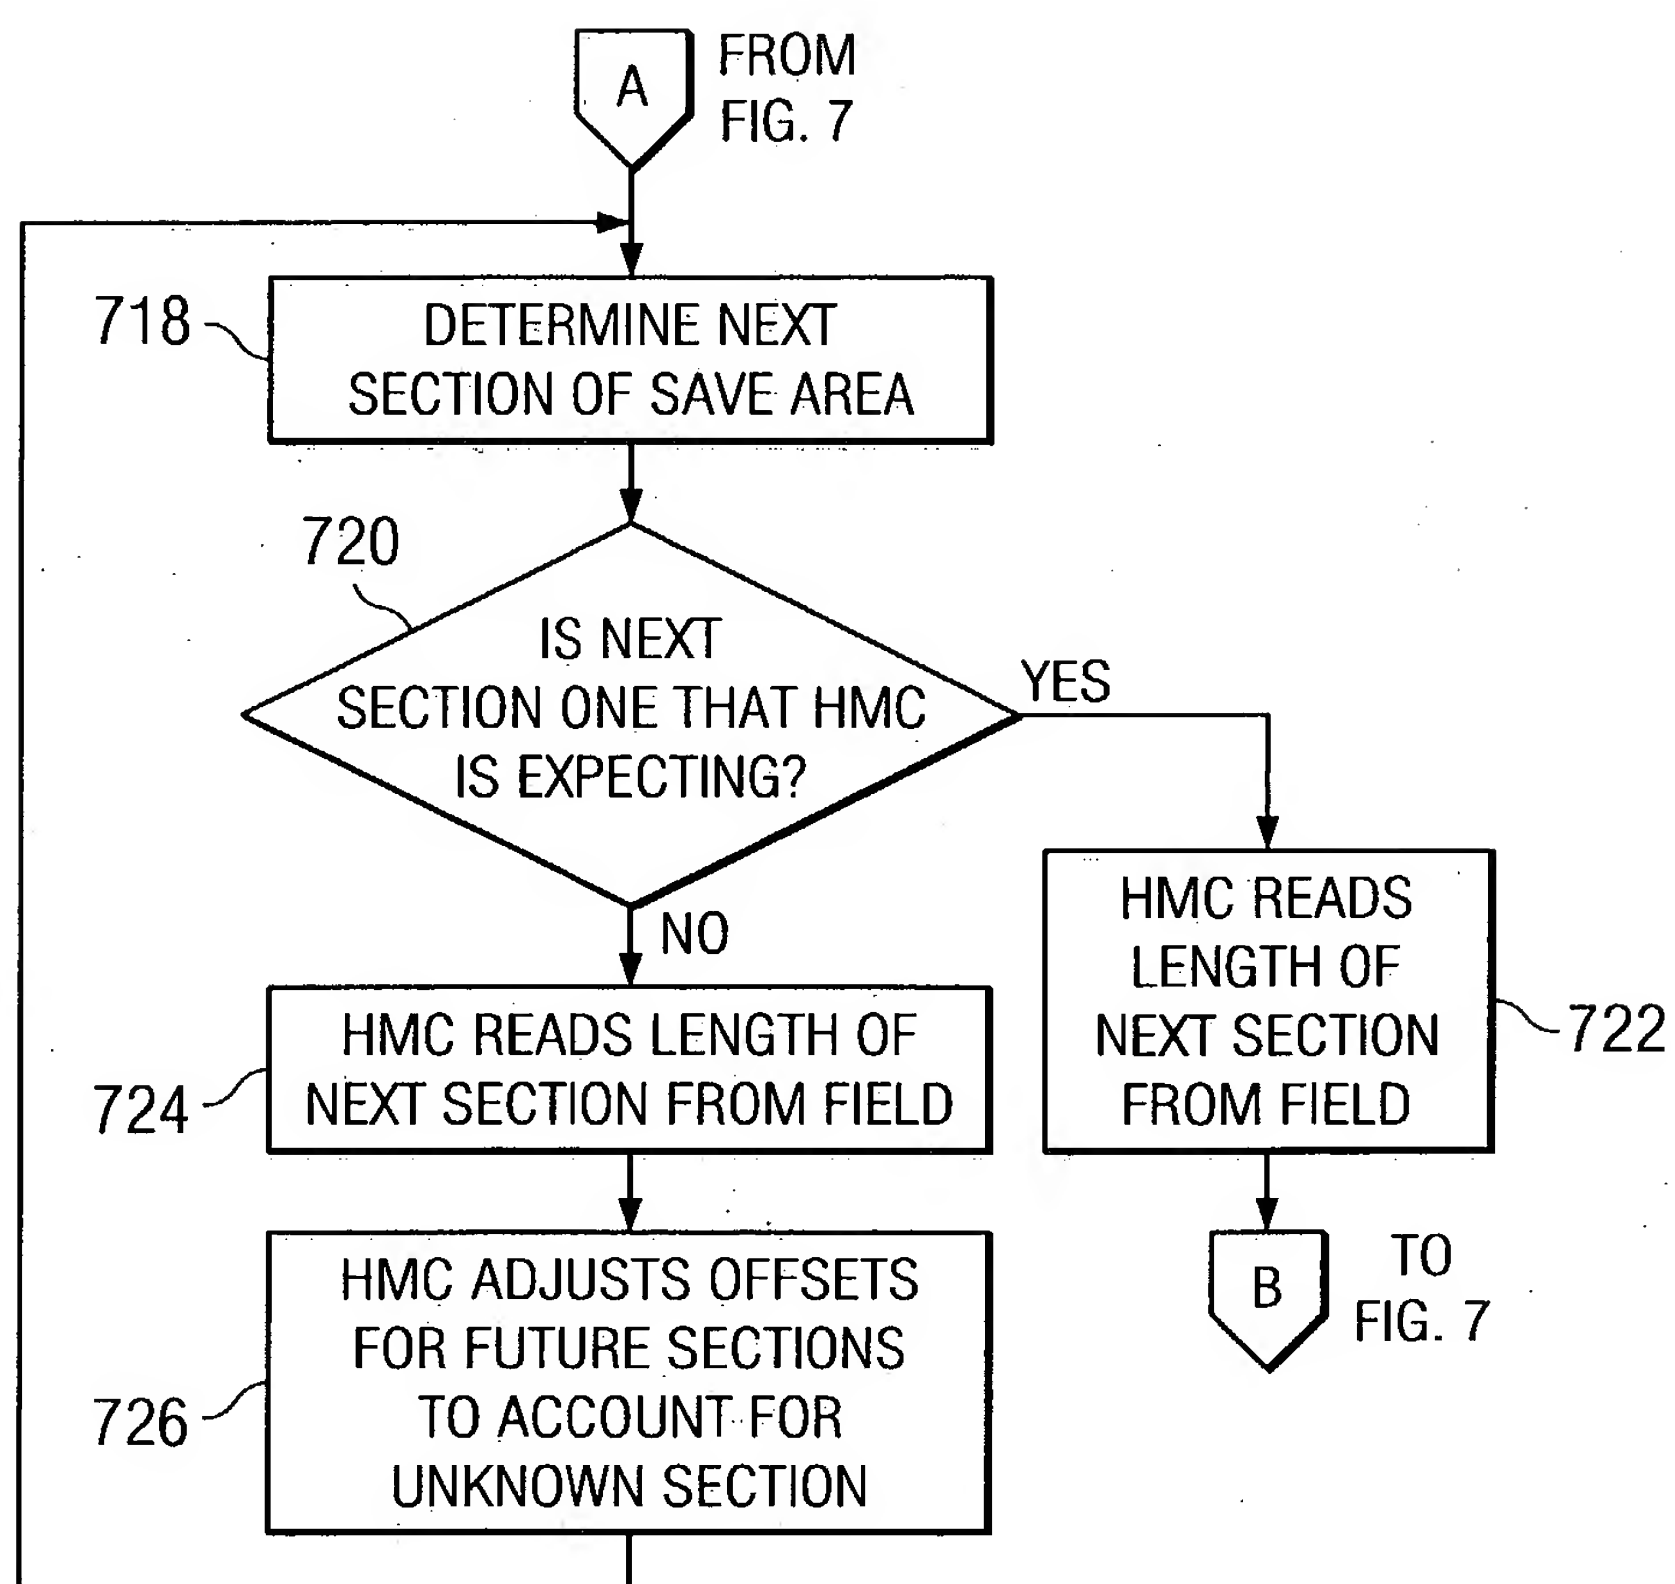 A
FROM
FIG. 7
718
DETERMINE NEXT
SECTION OF SAVE AREA
720
IS NEXT
SECTION ONE THAT HMC
IS EXPECTING?
YES
NO
HMC READS
LENGTH OF
NEXT SECTION
FROM FIELD
722
724
HMC READS LENGTH OF
NEXT SECTION FROM FIELD
B
TO
FIG. 7
726
HMC ADJUSTS OFFSETS
FOR FUTURE SECTIONS
TO ACCOUNT FOR
UNKNOWN SECTION